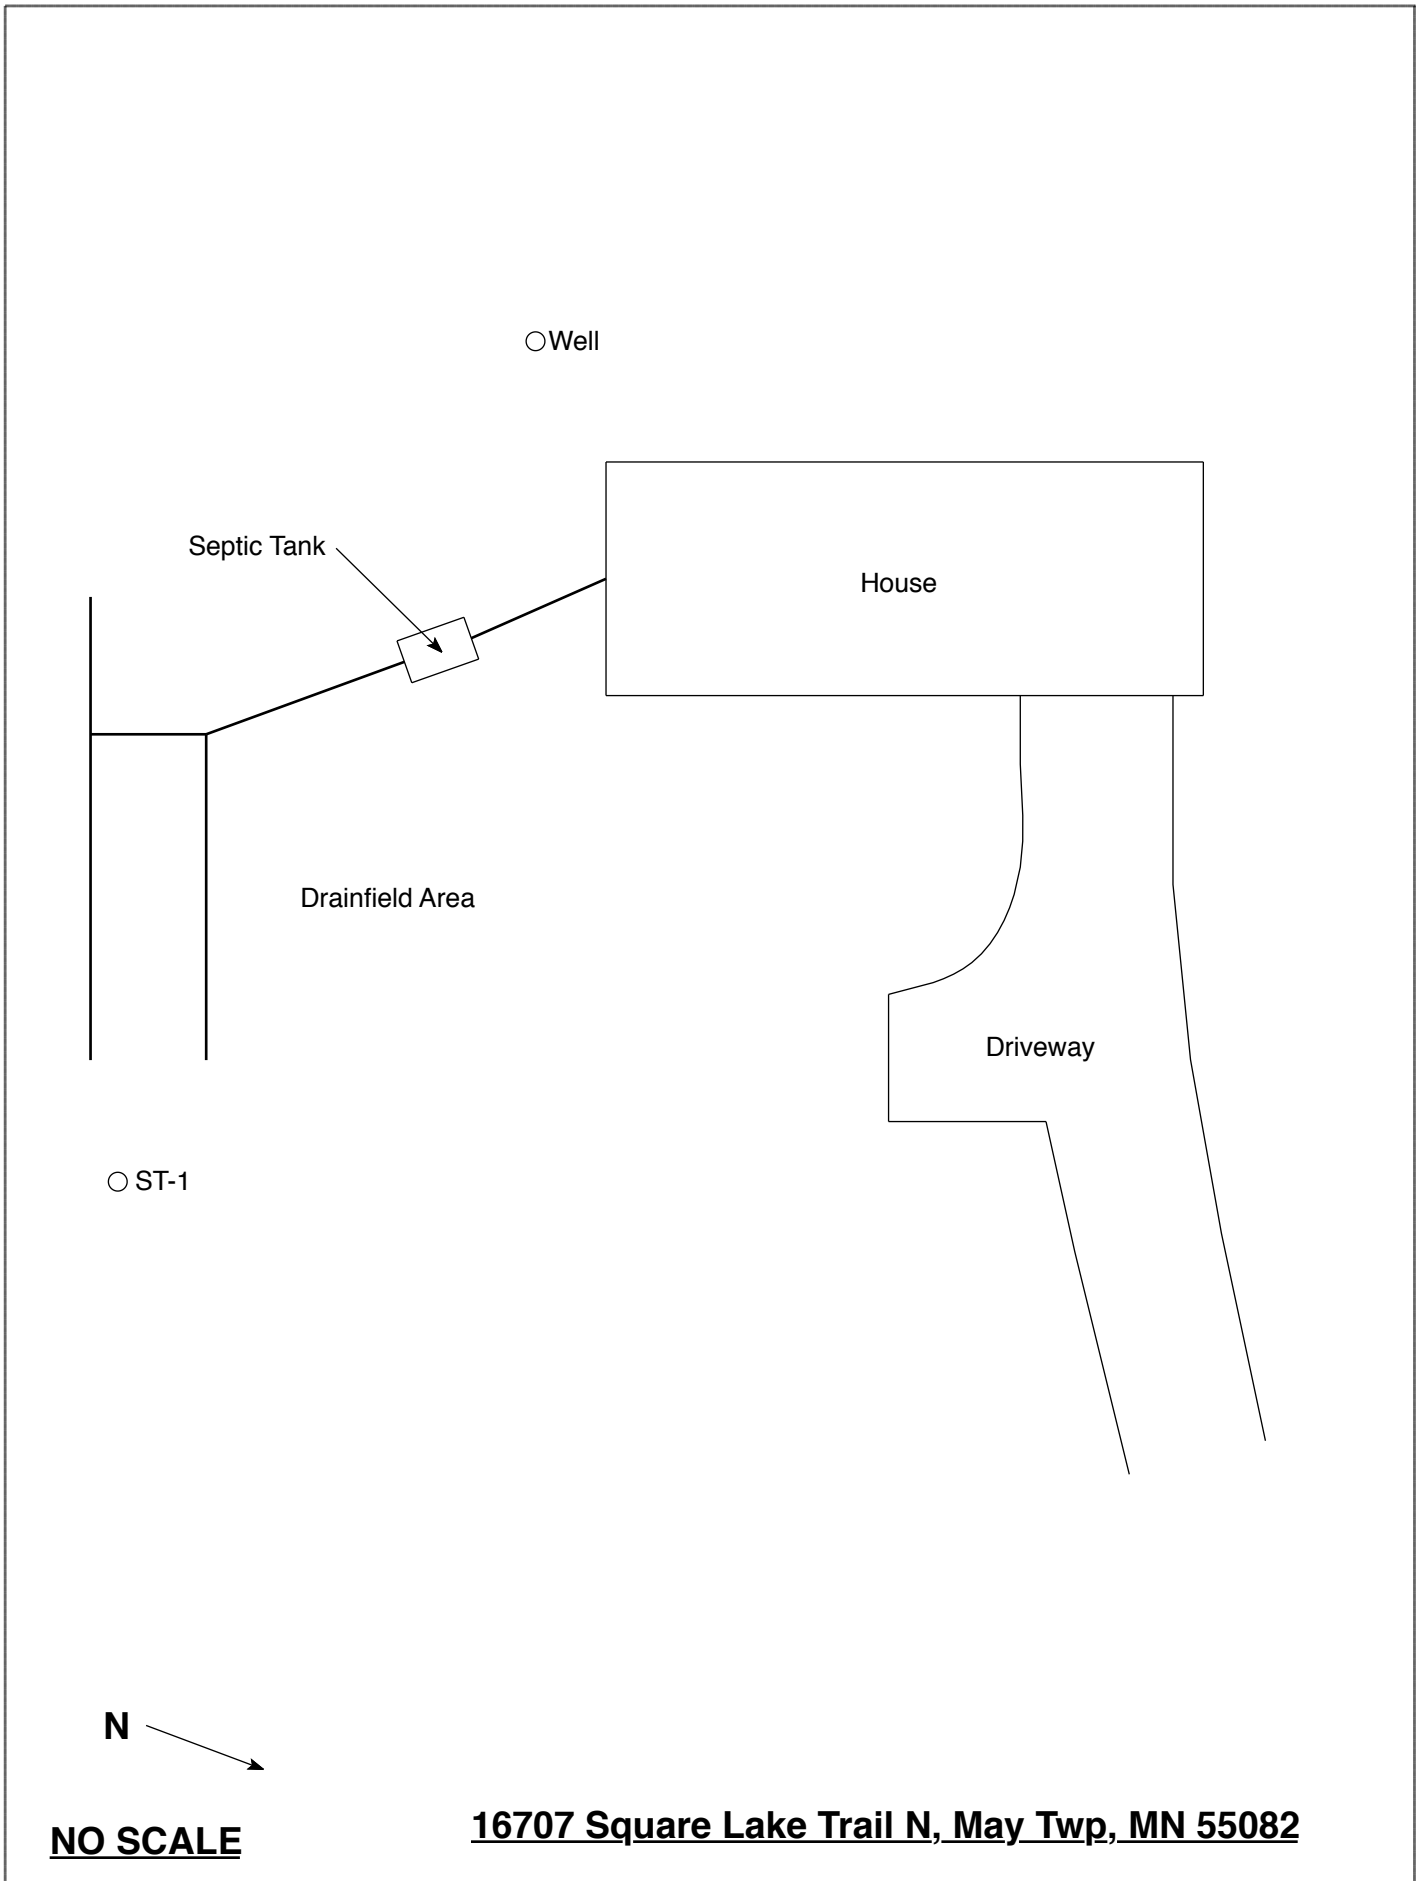 Well
Septic Tank
House
Drainfield Area
Driveway
ST-1
N
NO SCALE
16707 Square Lake Trail N, May Twp, MN 55082